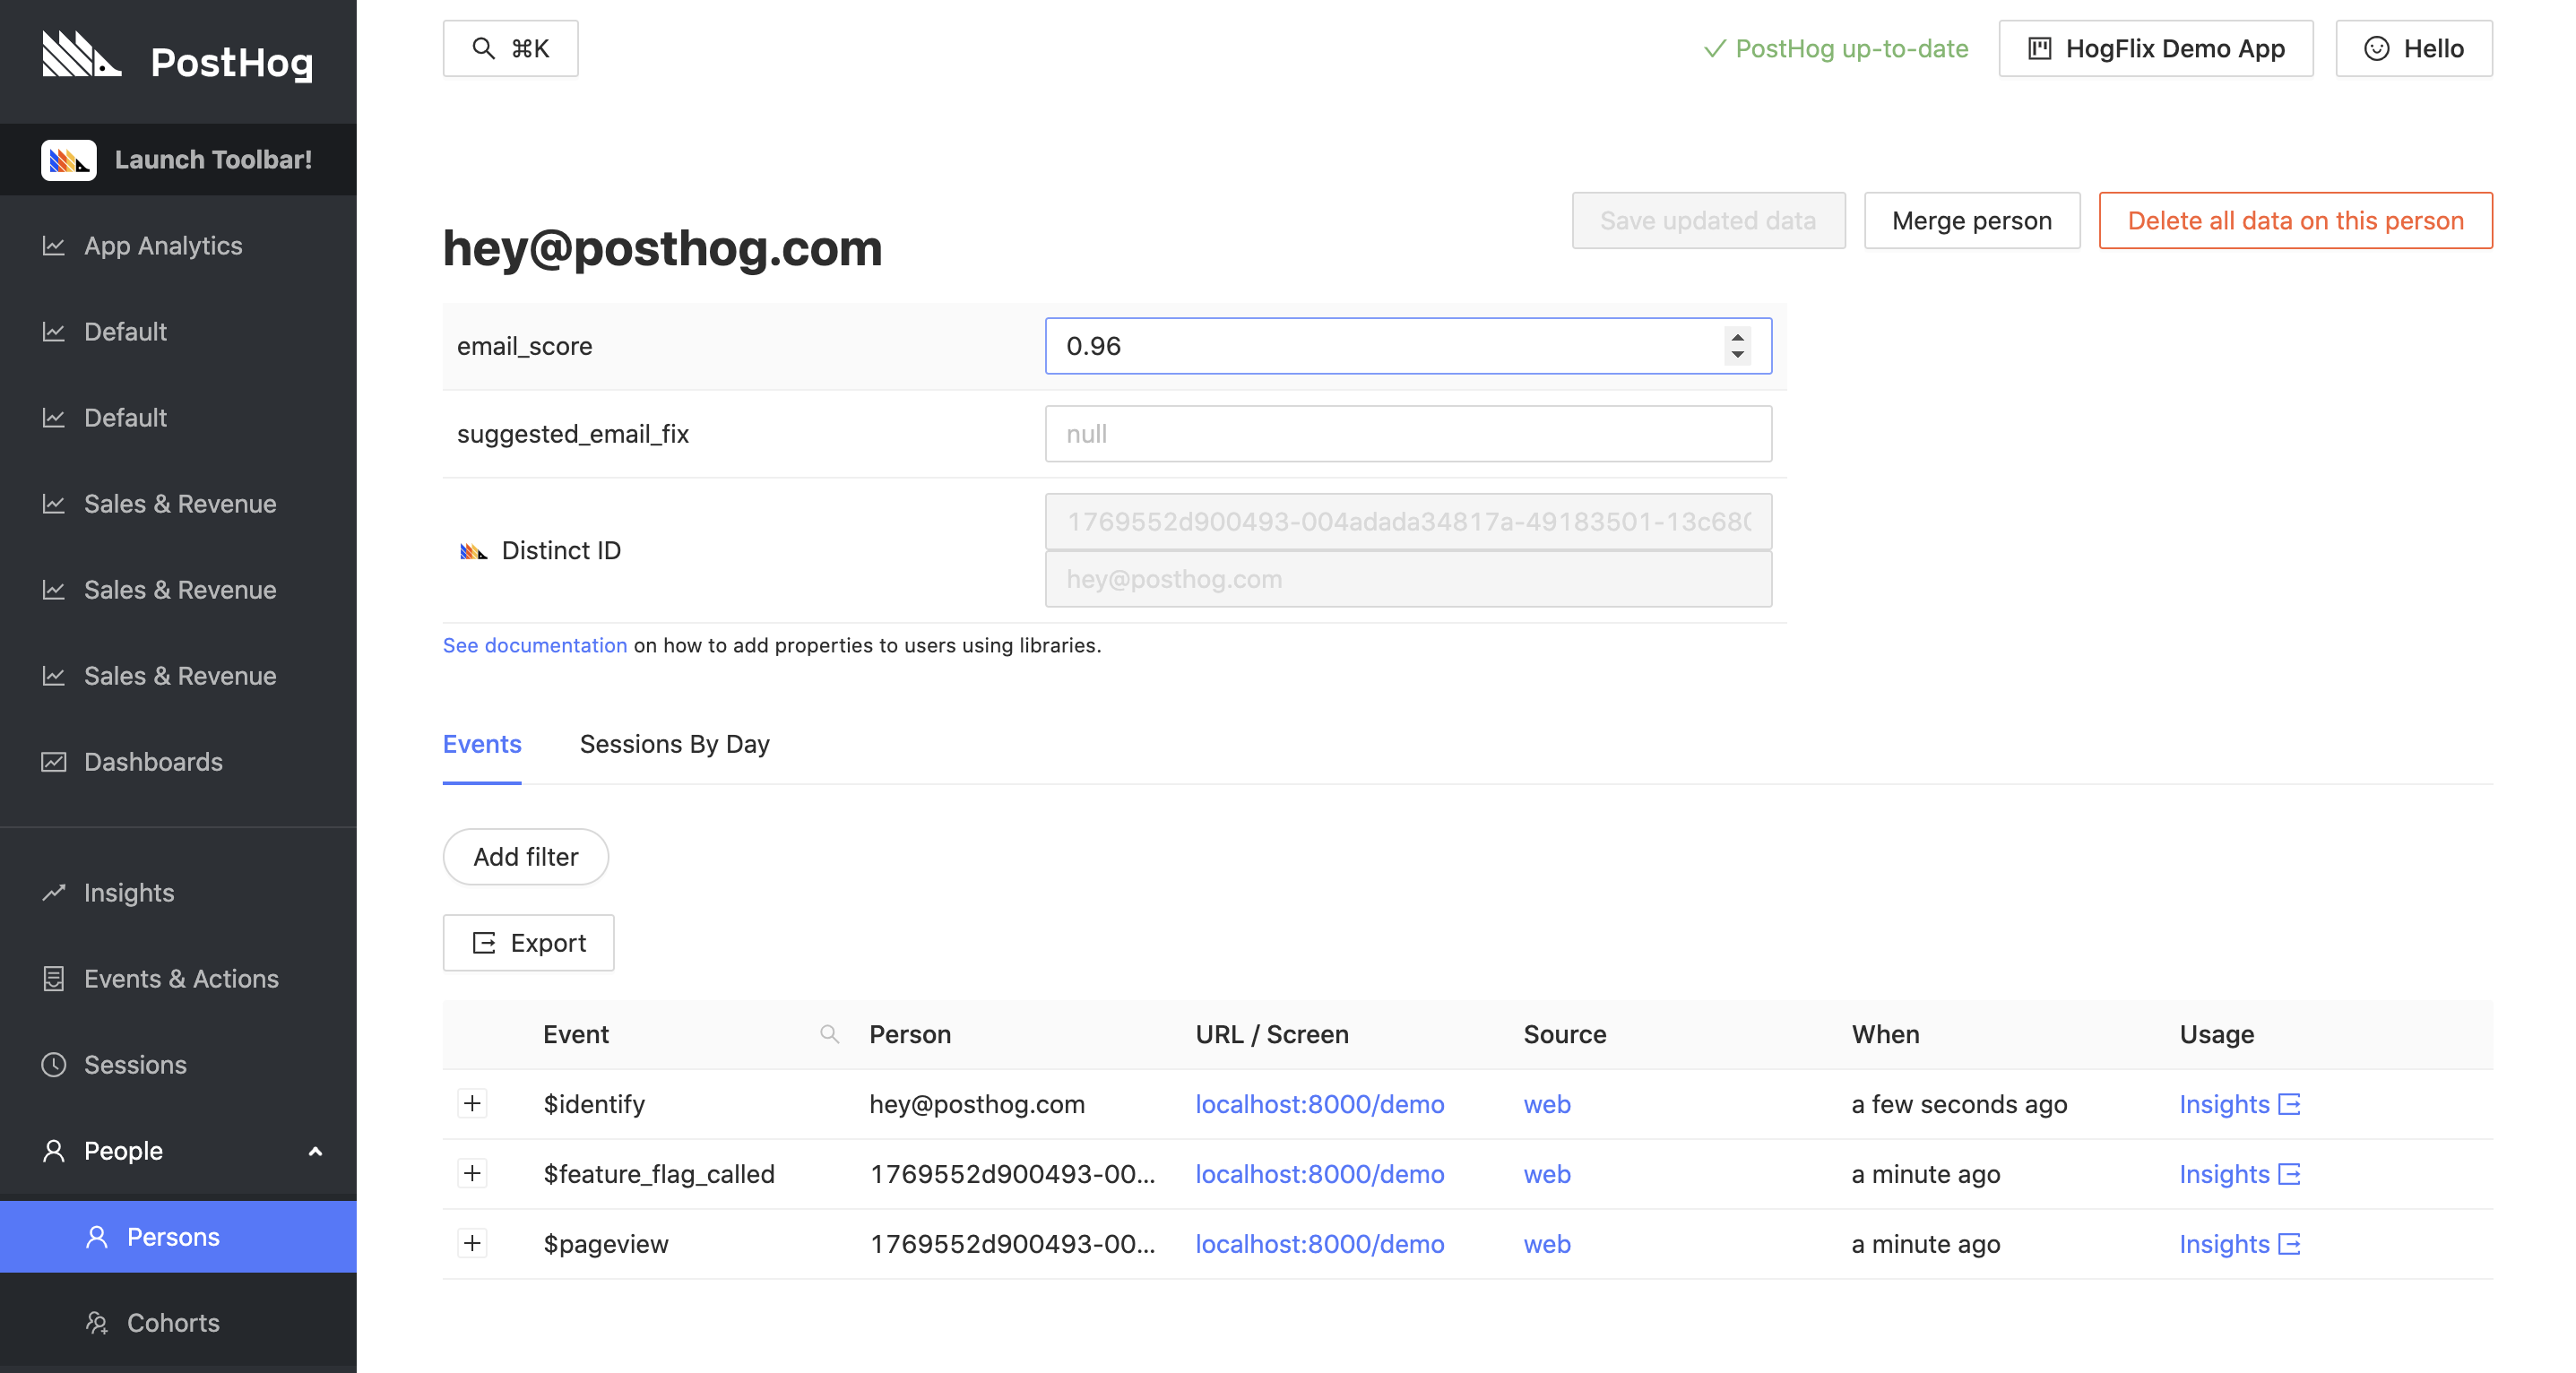 PostHog
⌘K
PostHog up-to-date
HogFlix Demo App
Hello
Launch Toolbar!
App Analytics
Default
Default
Sales & Revenue
Sales & Revenue
Sales & Revenue
Dashboards
Insights
Events & Actions
Sessions
People
Persons
Cohorts
hey@posthog.com
Save updated data
Merge person
Delete all data on this person
email_score 0.96
suggested_email_fix null
Distinct ID
1769552d900493-004adada34817a-49183501-13c680
hey@posthog.com
See documentation on how to add properties to users using libraries.
Events Sessions By Day
Add filter
Export
Event Person URL / Screen Source When Usage
$identify hey@posthog.com localhost:8000/demo web a few seconds ago Insights
$feature_flag_called 1769552d900493-00... localhost:8000/demo web a minute ago Insights
$pageview 1769552d900493-00... localhost:8000/demo web a minute ago Insights